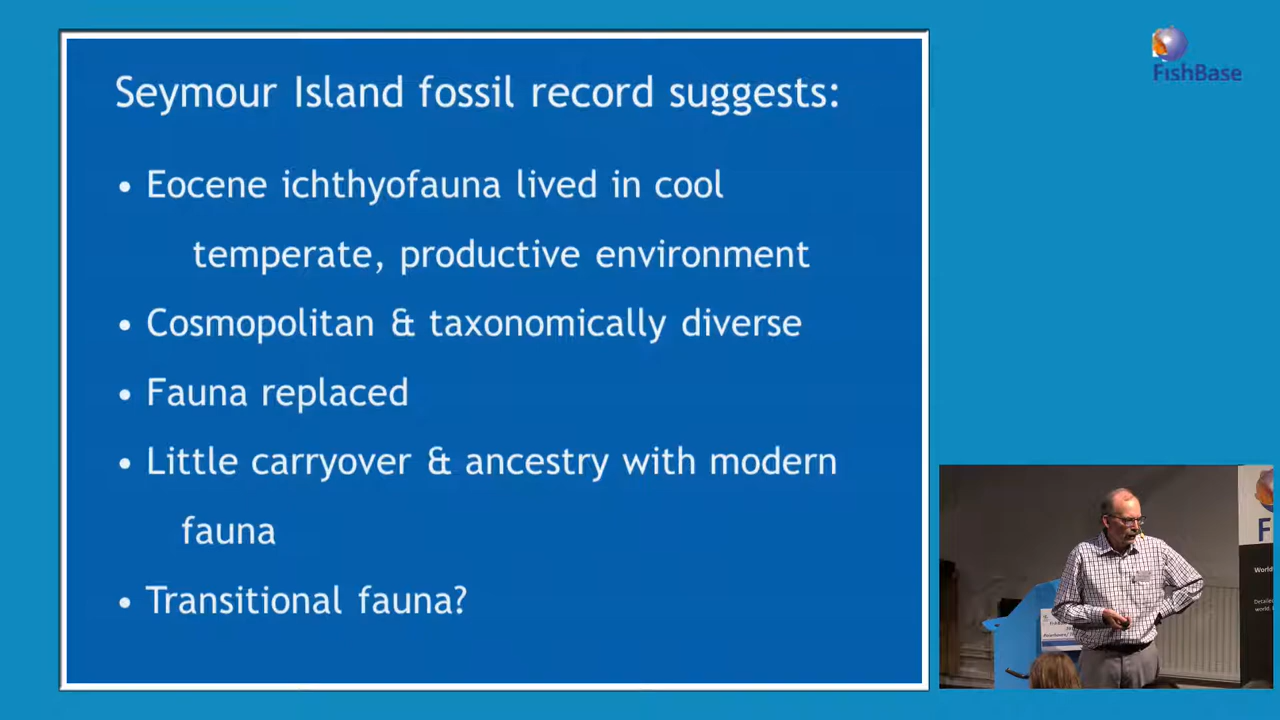 FishBase
Seymour Island fossil record suggests:
• Eocene ichthyofauna lived in cool
temperate, productive environment
• Cosmopolitan & taxonomically diverse
• Fauna replaced
• Little carryover & ancestry with modern
fauna
• Transitional fauna?